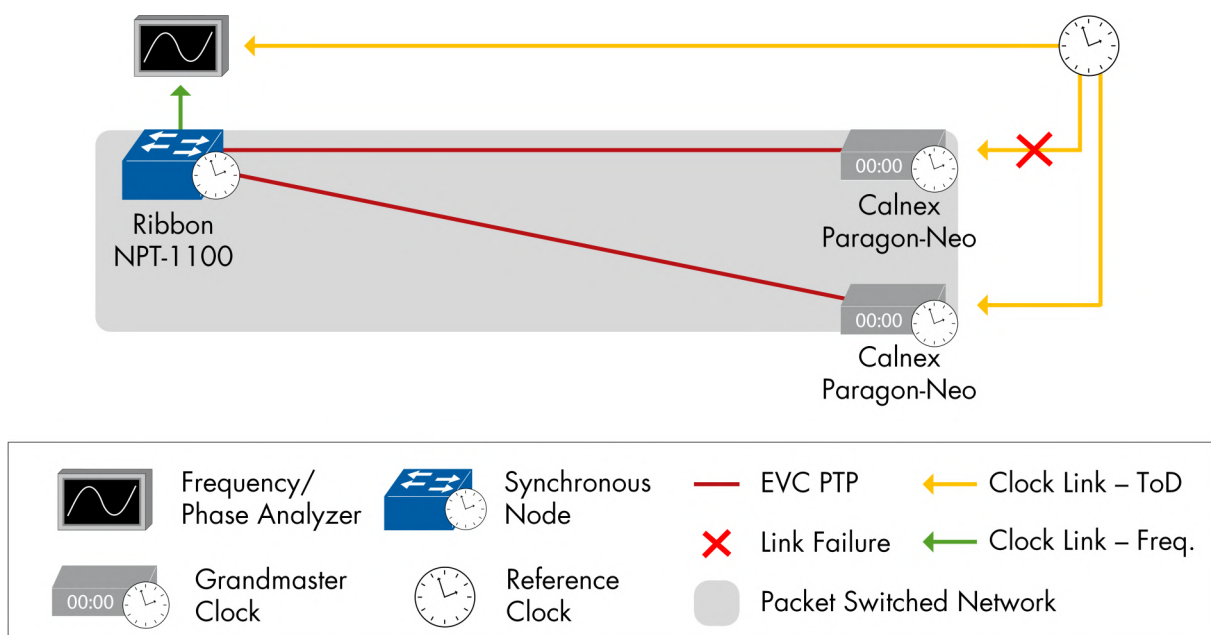 Ribbon
NPT-1100
00:00
Calnex
Paragon-Neo
00:00
Calnex
Paragon-Neo
Frequency/
Phase Analyzer
Synchronous
Node
EVC PTP
Clock Link – ToD
Link Failure
Clock Link – Freq.
00:00
Grandmaster
Clock
Reference
Clock
Packet Switched Network